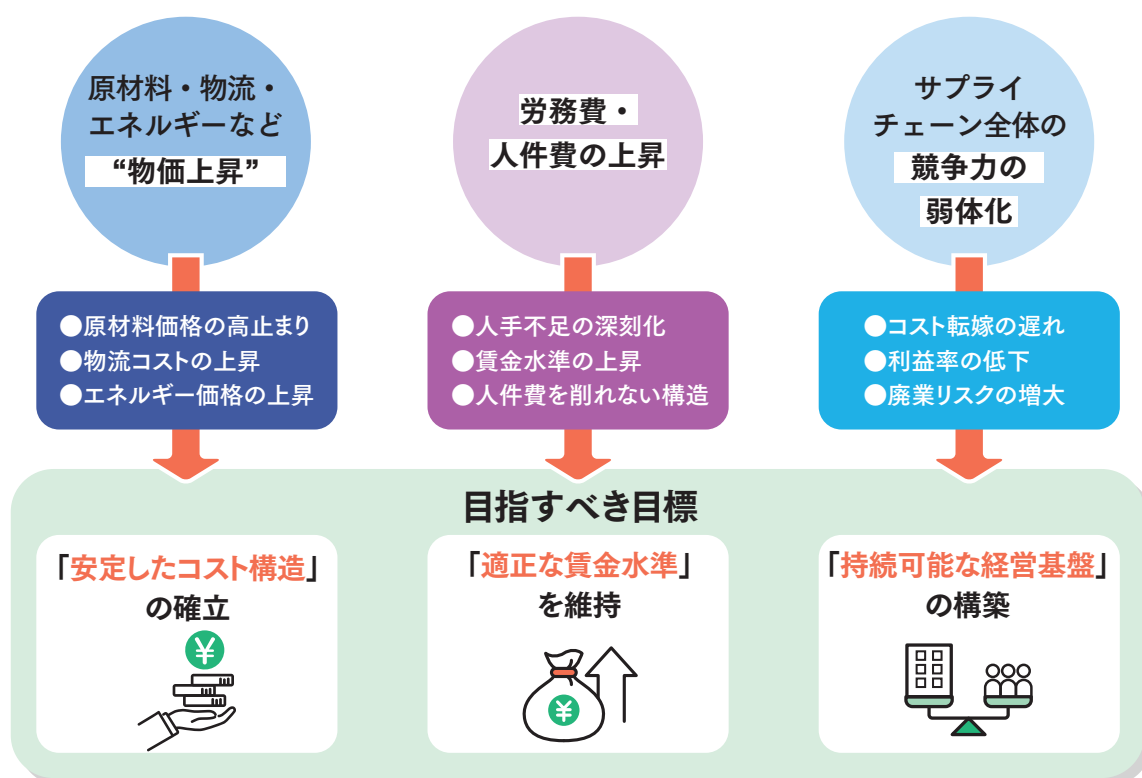 原材料・物流・
エネルギーなど
“物価上昇”
労務費・
人件費の上昇
サプライ
チェーン全体の
競争力の
弱体化
●原材料価格の高止まり
●物流コストの上昇
●エネルギー価格の上昇
●人手不足の深刻化
●賃金水準の上昇
●人件費を削れない構造
●コスト転嫁の遅れ
●利益率の低下
●廃業リスクの増大
目指すべき目標
「安定したコスト構造」
の確立
¥
「適正な賃金水準」
を維持
¥
「持続可能な経営基盤」
の構築